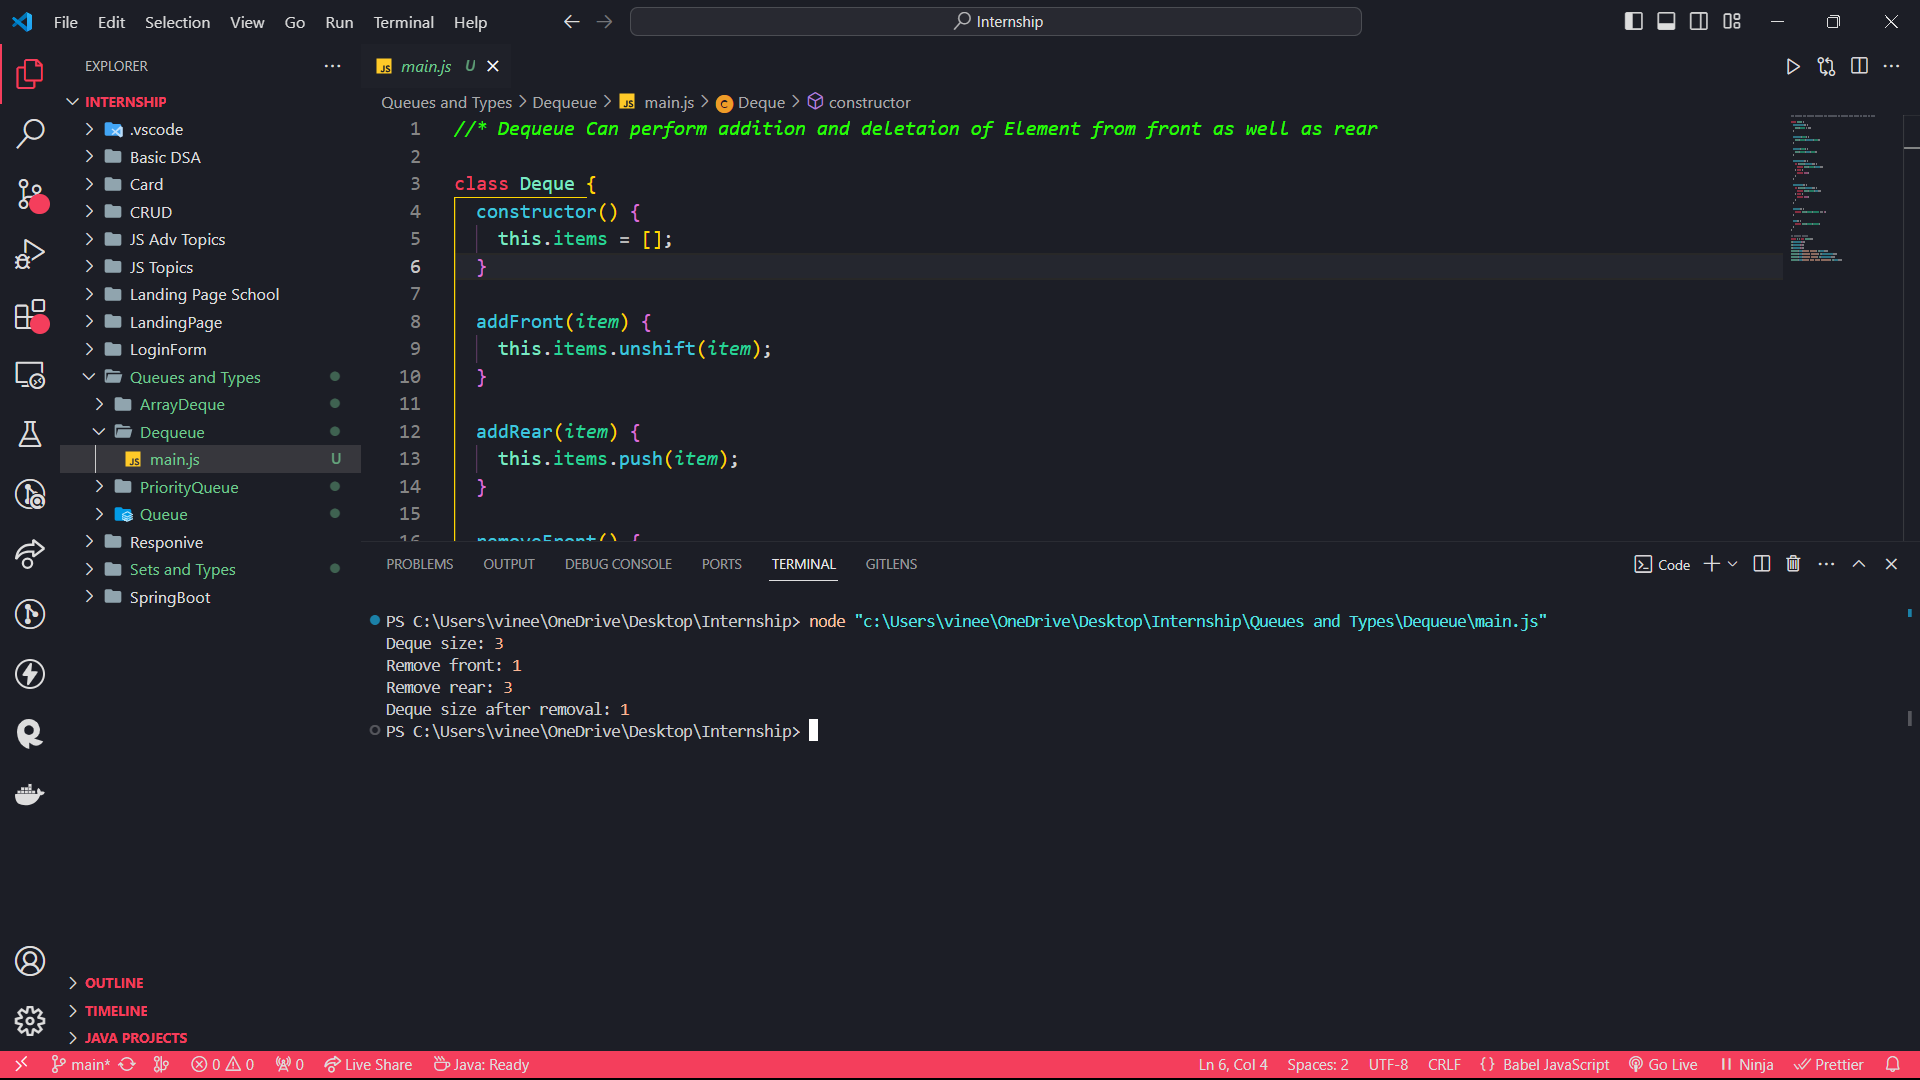 File Edit Selection View Go Run Terminal Help
Internship
EXPLORER
INTERNSHIP
.vscode
Basic DSA
Card
CRUD
JS Adv Topics
JS Topics
Landing Page School
LandingPage
LoginForm
Queues and Types
ArrayDeque
Dequeue
JS main.js U
PriorityQueue
Queue
Responive
Sets and Types
SpringBoot
OUTLINE
TIMELINE
JAVA PROJECTS
JS main.js U
Queues and Types > Dequeue > JS main.js > Deque > constructor
1 //* Dequeue Can perform addition and deletaion of Element from front as well as rear
2
3 class Deque {
4 constructor() {
5 this.items = [];
6 }
7
8 addFront(item) {
9 this.items.unshift(item);
10 }
11
12 addRear(item) {
13 this.items.push(item);
14 }
15
16 removeFront() {
PROBLEMS OUTPUT DEBUG CONSOLE PORTS TERMINAL GITLENS
Code
PS C:\Users\vinee\OneDrive\Desktop\Internship> node "c:\Users\vinee\OneDrive\Desktop\Internship\Queues and Types\Dequeue\main.js"
Deque size: 3
Remove front: 1
Remove rear: 3
Deque size after removal: 1
PS C:\Users\vinee\OneDrive\Desktop\Internship>
main* 0 0 0 Live Share Java: Ready
Ln 6, Col 4 Spaces: 2 UTF-8 CRLF {} Babel JavaScript Go Live Ninja Prettier